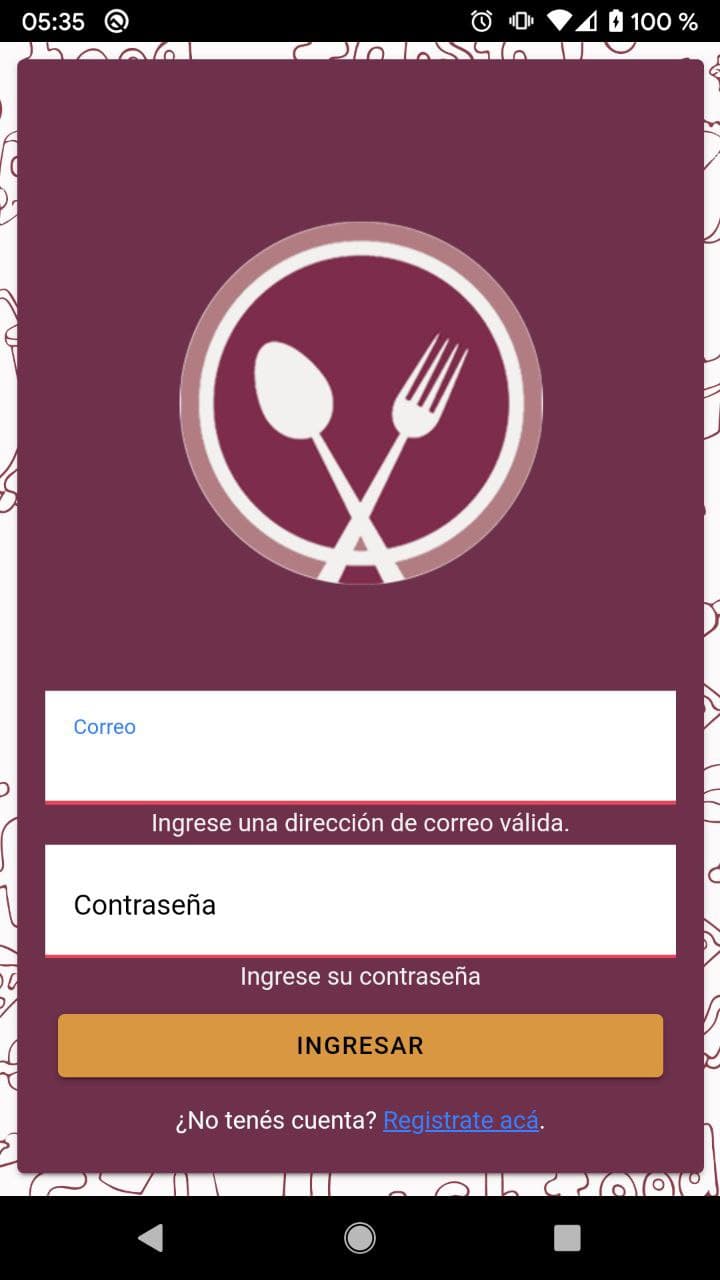 05:35 100 %
Correo
Ingrese una dirección de correo válida.
Contraseña
Ingrese su contraseña
INGRESAR
¿No tenés cuenta? Registrate acá.